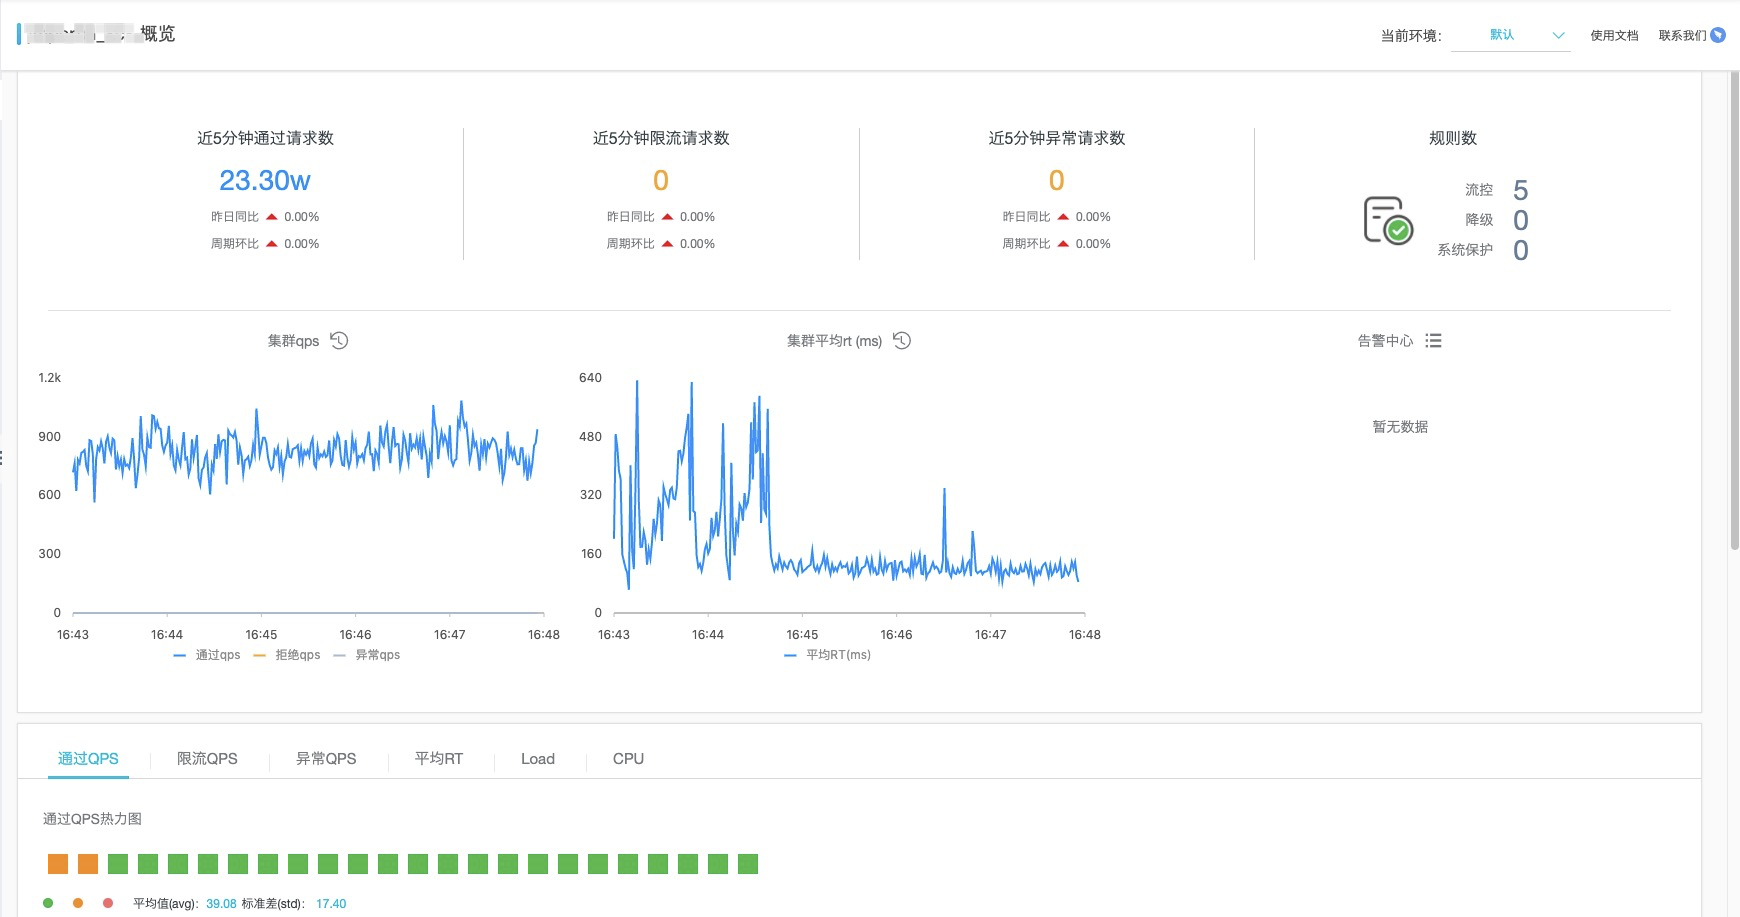 概览
当前环境: 默认 使用文档 联系我们
近5分钟通过请求数
23.30w
昨日同比 0.00%
周期环比 0.00%
近5分钟限流请求数
0
昨日同比 0.00%
周期环比 0.00%
近5分钟异常请求数
0
昨日同比 0.00%
周期环比 0.00%
规则数
流控 5
降级 0
系统保护 0
集群qps
1.2k
900
600
300
0
16:43 16:44 16:45 16:46 16:47 16:48
通过qps 拒绝qps 异常qps
集群平均rt (ms)
640
480
320
160
0
16:43 16:44 16:45 16:46 16:47 16:48
平均RT(ms)
告警中心
暂无数据
通过QPS 限流QPS 异常QPS 平均RT Load CPU
通过QPS热力图
平均值(avg): 39.08 标准差(std): 17.40